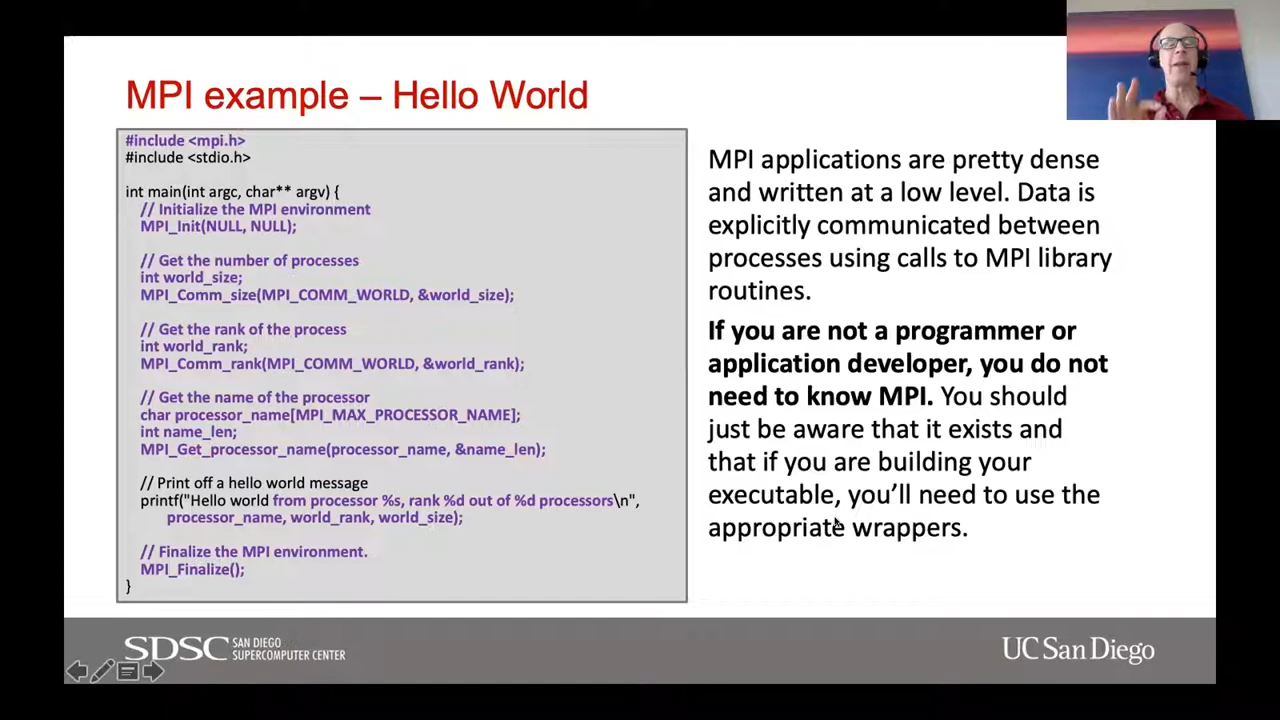 MPI example – Hello World
#include <mpi.h>
#include <stdio.h>
int main(int argc, char** argv) {
// Initialize the MPI environment
MPI_Init(NULL, NULL);
// Get the number of processes
int world_size;
MPI_Comm_size(MPI_COMM_WORLD, &world_size);
// Get the rank of the process
int world_rank;
MPI_Comm_rank(MPI_COMM_WORLD, &world_rank);
// Get the name of the processor
char processor_name[MPI_MAX_PROCESSOR_NAME];
int name_len;
MPI_Get_processor_name(processor_name, &name_len);
// Print off a hello world message
printf("Hello world from processor %s, rank %d out of %d processors\n",
processor_name, world_rank, world_size);
// Finalize the MPI environment.
MPI_Finalize();
}
MPI applications are pretty dense
and written at a low level. Data is
explicitly communicated between
processes using calls to MPI library
routines.
If you are not a programmer or
application developer, you do not
need to know MPI. You should
just be aware that it exists and
that if you are building your
executable, you’ll need to use the
appropriate wrappers.
SDSC SAN DIEGO
SUPERCOMPUTER CENTER
UC San Diego